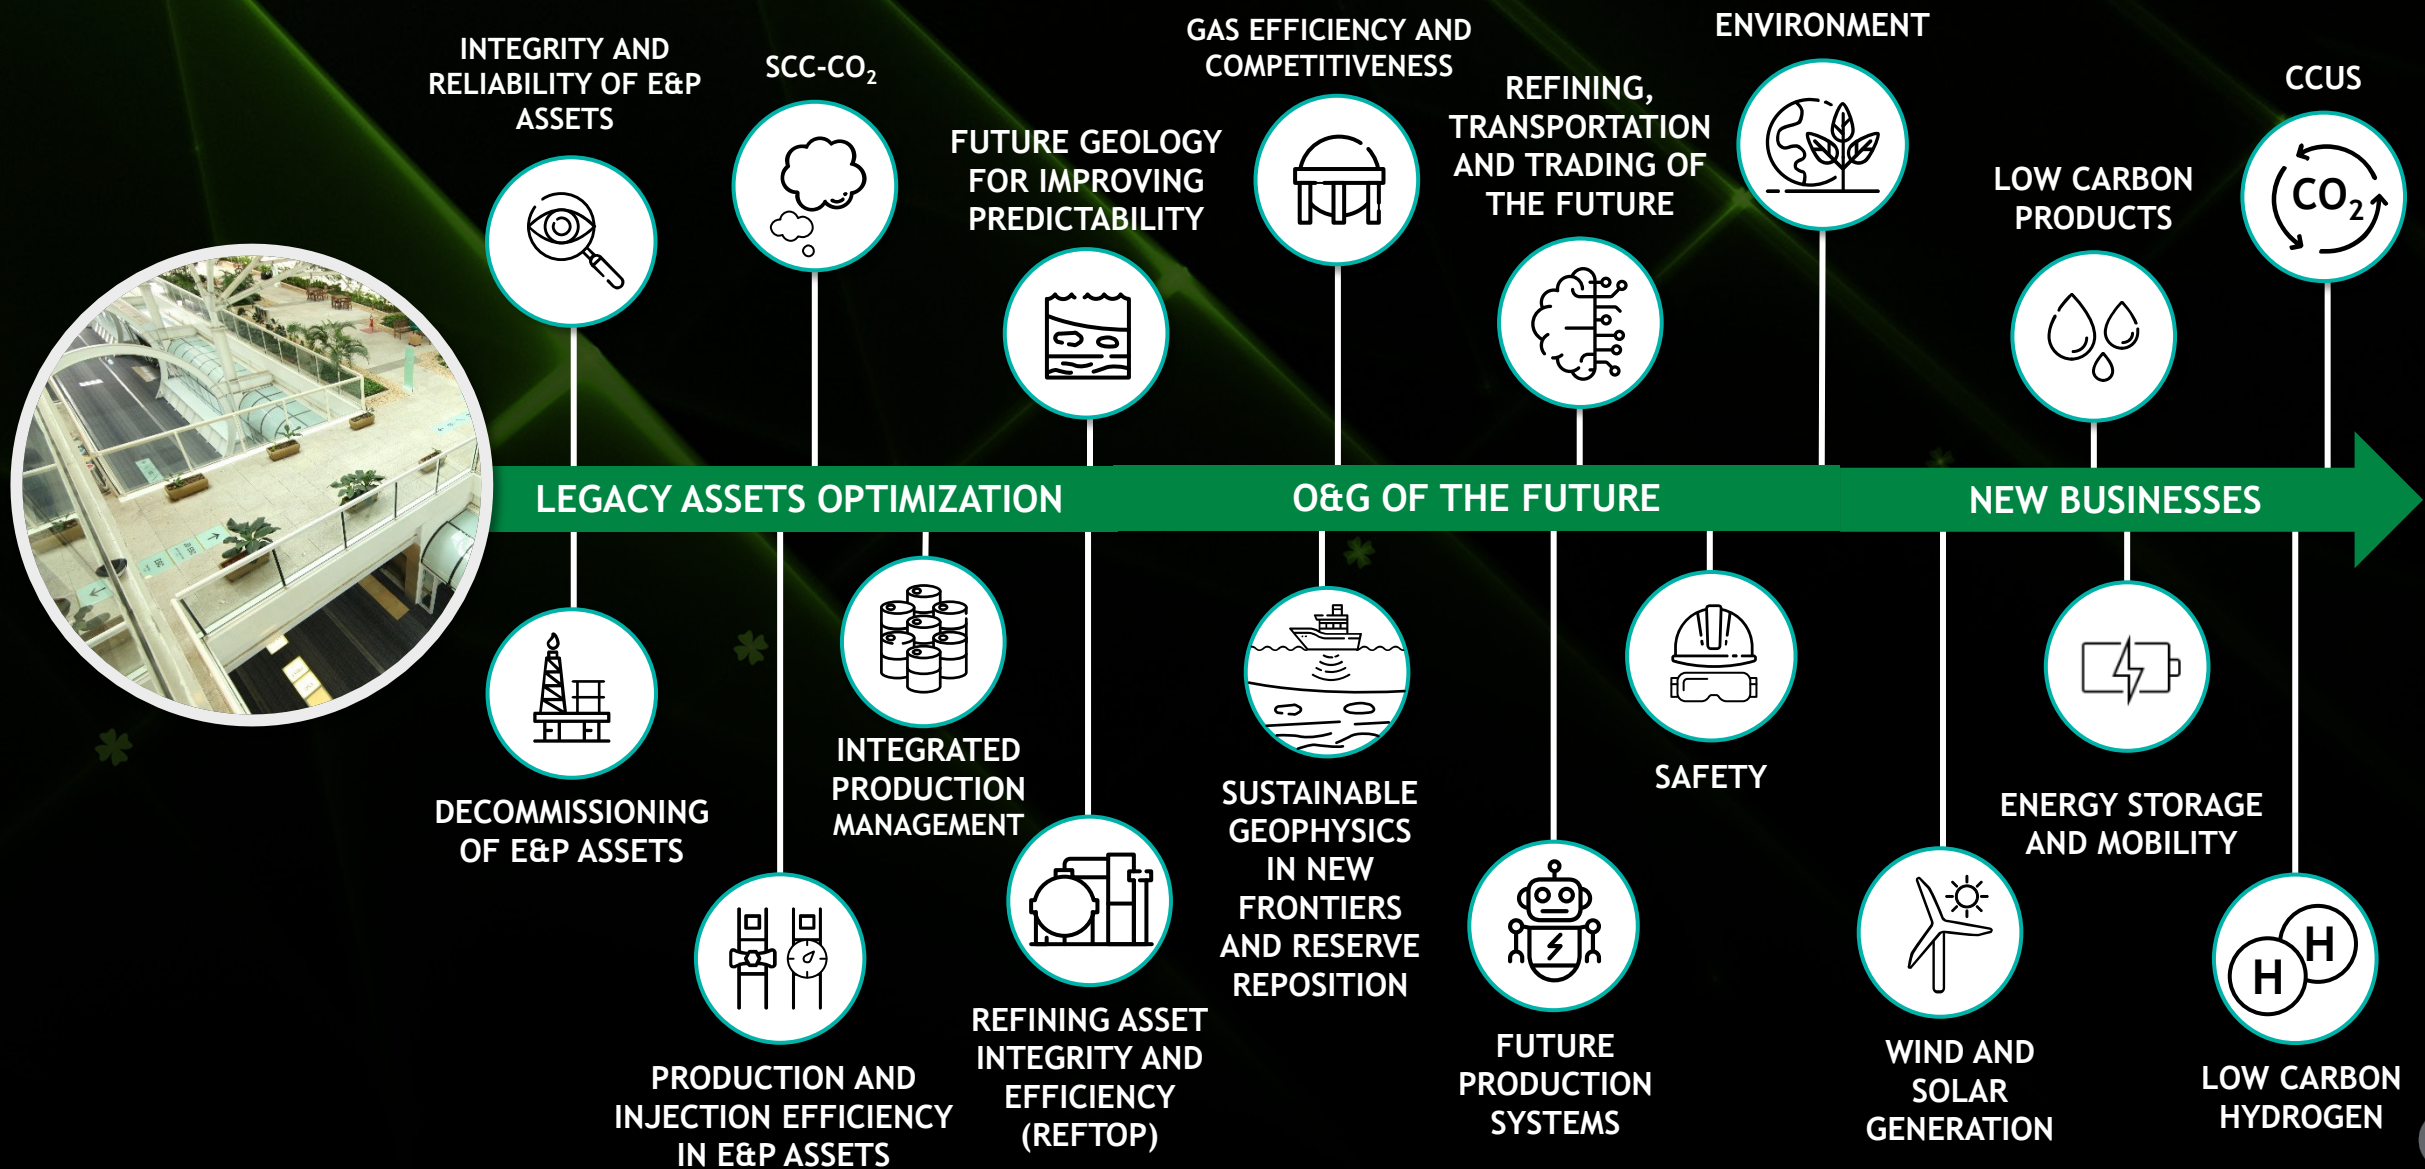 INTEGRITY AND
RELIABILITY OF E&P
ASSETS
SCC-CO₂
FUTURE GEOLOGY
FOR IMPROVING
PREDICTABILITY
GAS EFFICIENCY AND
COMPETITIVENESS
REFINING,
TRANSPORTATION
AND TRADING OF
THE FUTURE
ENVIRONMENT
LOW CARBON
PRODUCTS
CCUS
CO₂
LEGACY ASSETS OPTIMIZATION
O&G OF THE FUTURE
NEW BUSINESSES
DECOMMISSIONING
OF E&P ASSETS
PRODUCTION AND
INJECTION EFFICIENCY
IN E&P ASSETS
INTEGRATED
PRODUCTION
MANAGEMENT
REFINING ASSET
INTEGRITY AND
EFFICIENCY
(REFTOP)
SUSTAINABLE
GEOPHYSICS
IN NEW
FRONTIERS
AND RESERVE
REPOSITION
FUTURE
PRODUCTION
SYSTEMS
SAFETY
WIND AND
SOLAR
GENERATION
ENERGY STORAGE
AND MOBILITY
H H
LOW CARBON
HYDROGEN